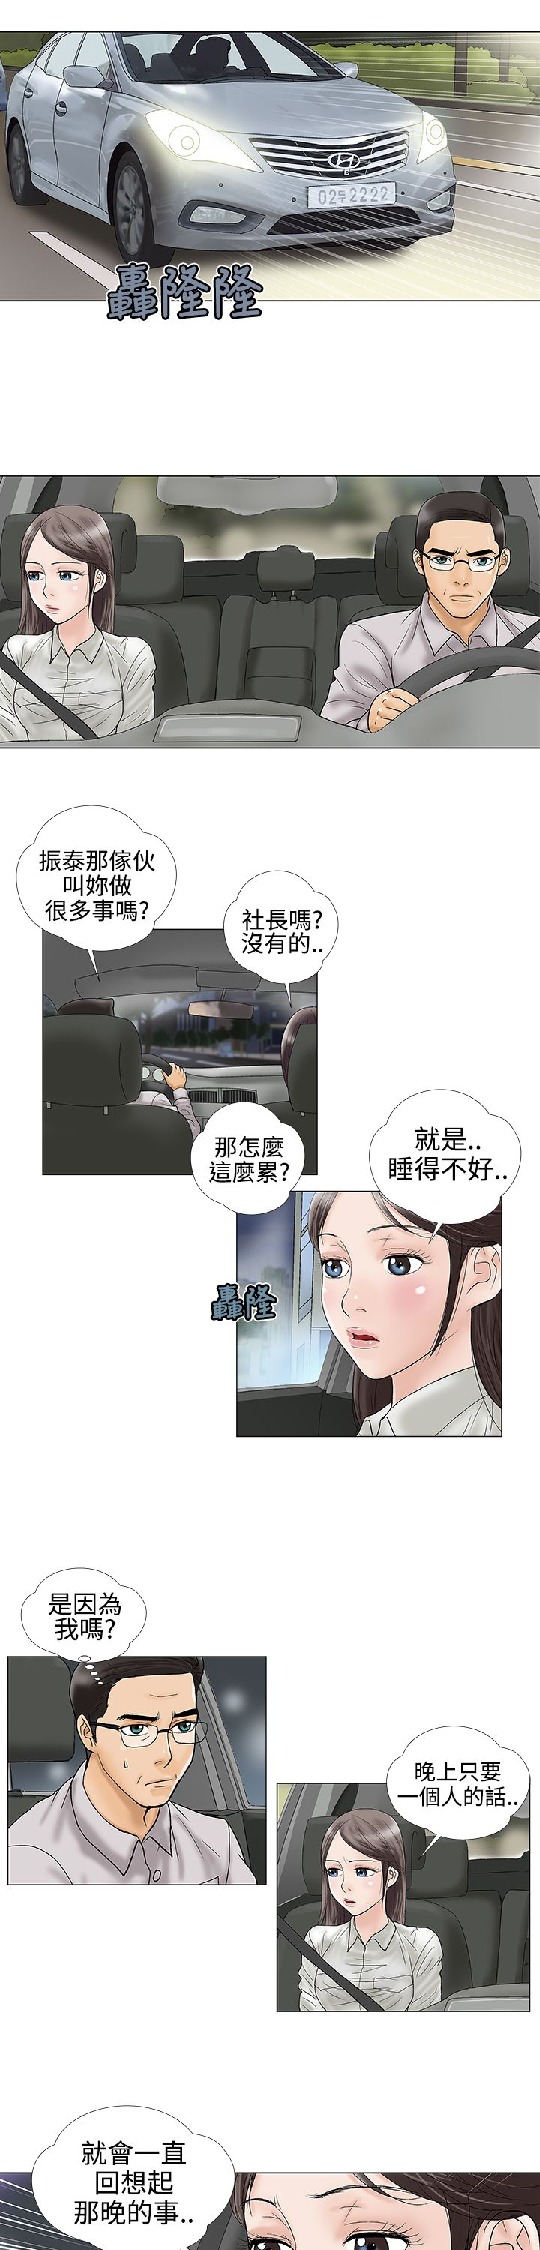 02두2222
轟隆隆
振泰那傢伙
叫妳做
很多事嗎?
社長嗎?
沒有的..
那怎麼
這麼累?
就是..
睡得不好..
轟隆
是因為
我嗎?
晚上只要
一個人的話..
就會一直
回想起
那晚的事..